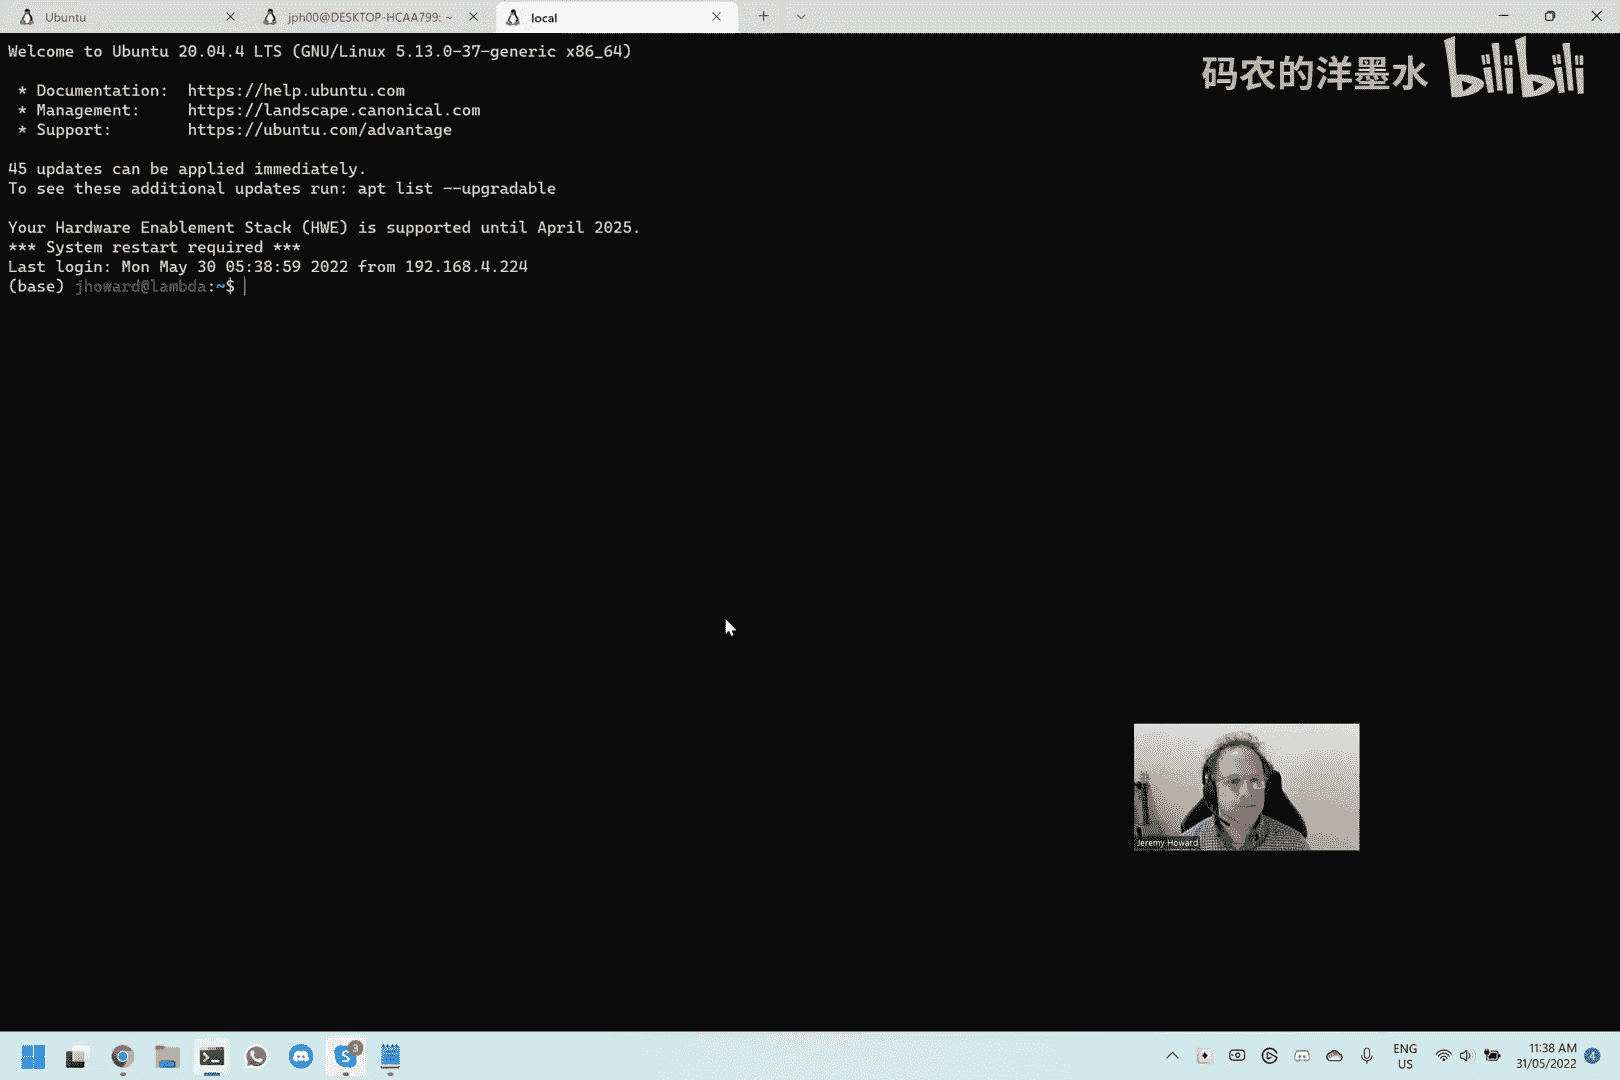 Ubuntu
jph00@DESKTOP-HCAA799: ~
local
Welcome to Ubuntu 20.04.4 LTS (GNU/Linux 5.13.0-37-generic x86_64)
码农的洋墨水 bilibili
* Documentation:  https://help.ubuntu.com
* Management:     https://landscape.canonical.com
* Support:        https://ubuntu.com/advantage
45 updates can be applied immediately.
To see these additional updates run: apt list --upgradable
Your Hardware Enablement Stack (HWE) is supported until April 2025.
*** System restart required ***
Last login: Mon May 30 05:38:59 2022 from 192.168.4.224
(base) jhoward@lambda:~$
Jeremy Howard
S 3
ENG
US
11:38 AM
31/05/2022
4